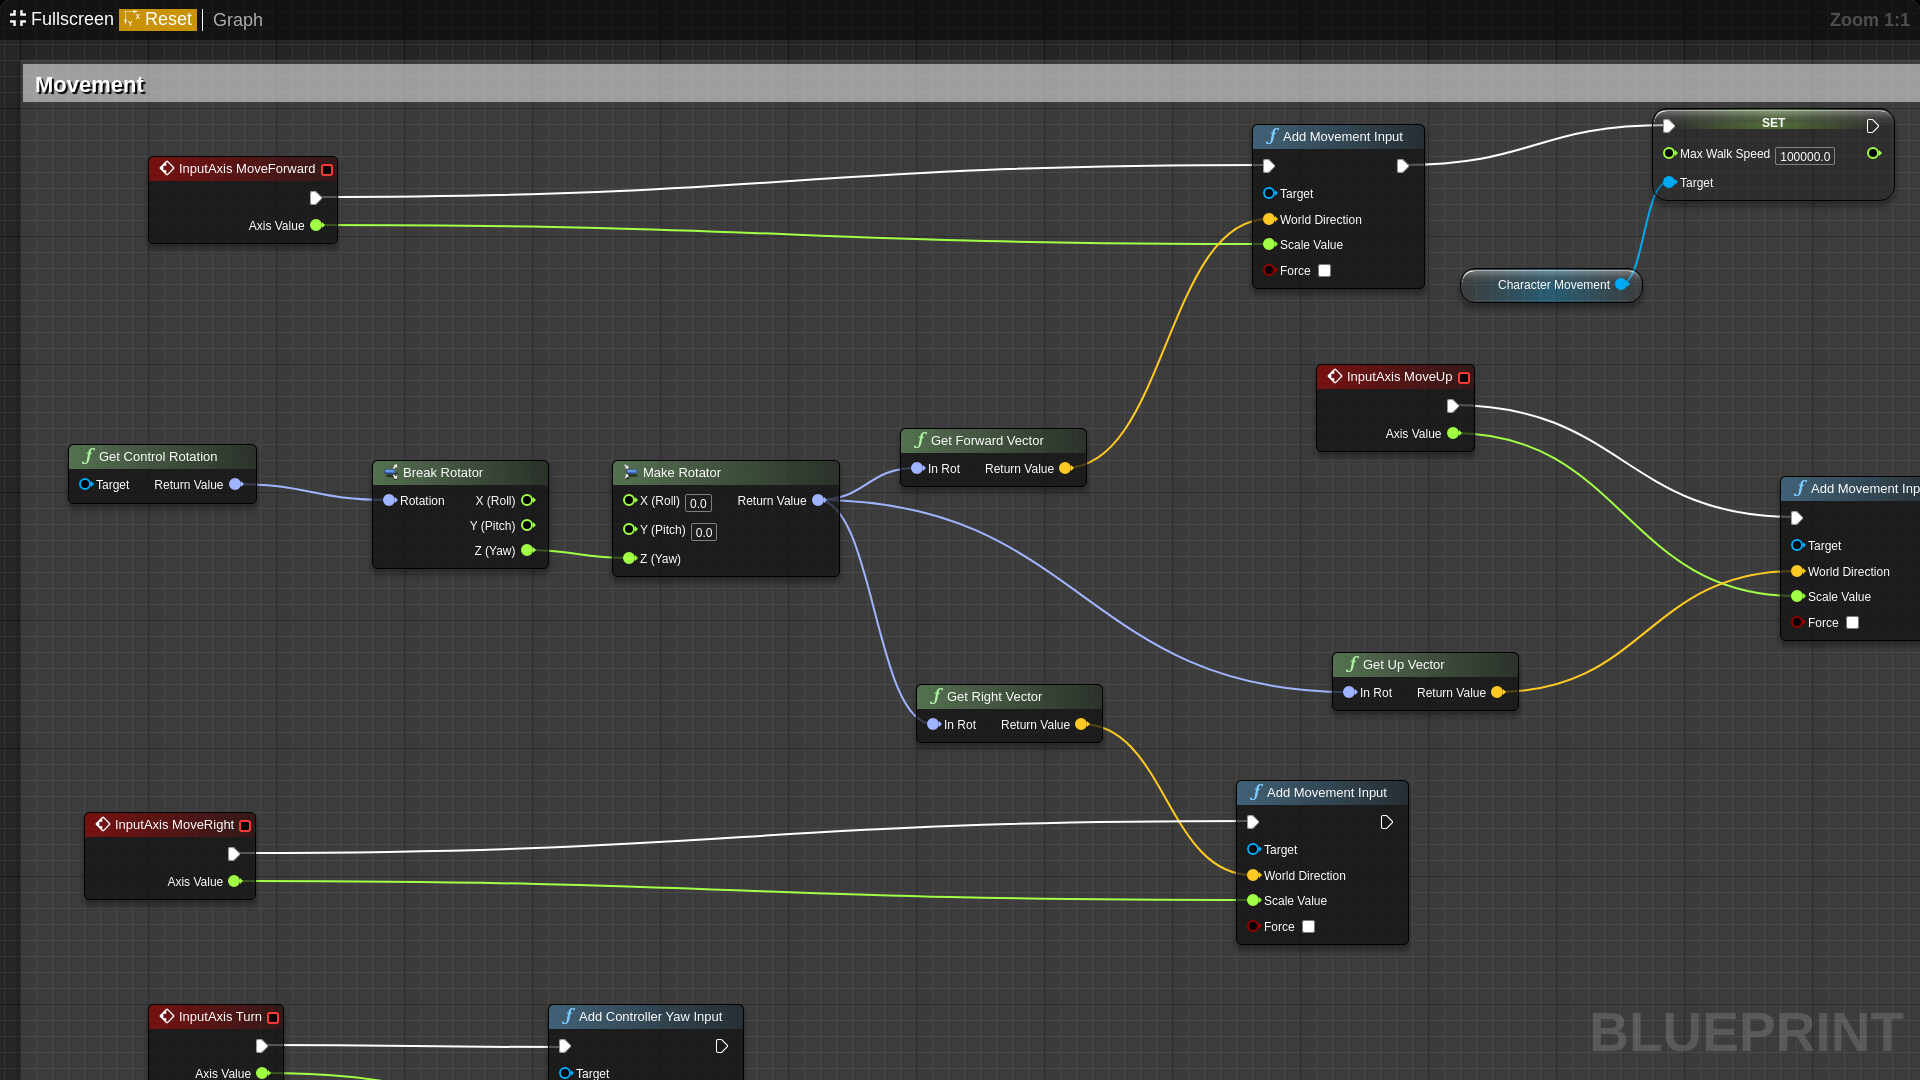 Fullscreen Reset Graph Zoom 1:1
Movement
InputAxis MoveForward
Axis Value
Add Movement Input
Target
World Direction
Scale Value
Force
SET
Max Walk Speed 100000.0
Target
Character Movement
InputAxis MoveUp
Axis Value
Get Control Rotation
Target Return Value
Break Rotator
Rotation X (Roll)
Y (Pitch)
Z (Yaw)
Make Rotator
X (Roll) 0.0 Return Value
Y (Pitch) 0.0
Z (Yaw)
Get Forward Vector
In Rot Return Value
Add Movement Inp
Target
World Direction
Scale Value
Force
Get Up Vector
In Rot Return Value
Get Right Vector
In Rot Return Value
Add Movement Input
Target
World Direction
Scale Value
Force
InputAxis MoveRight
Axis Value
InputAxis Turn
Axis Value
Add Controller Yaw Input
Target
BLUEPRINT